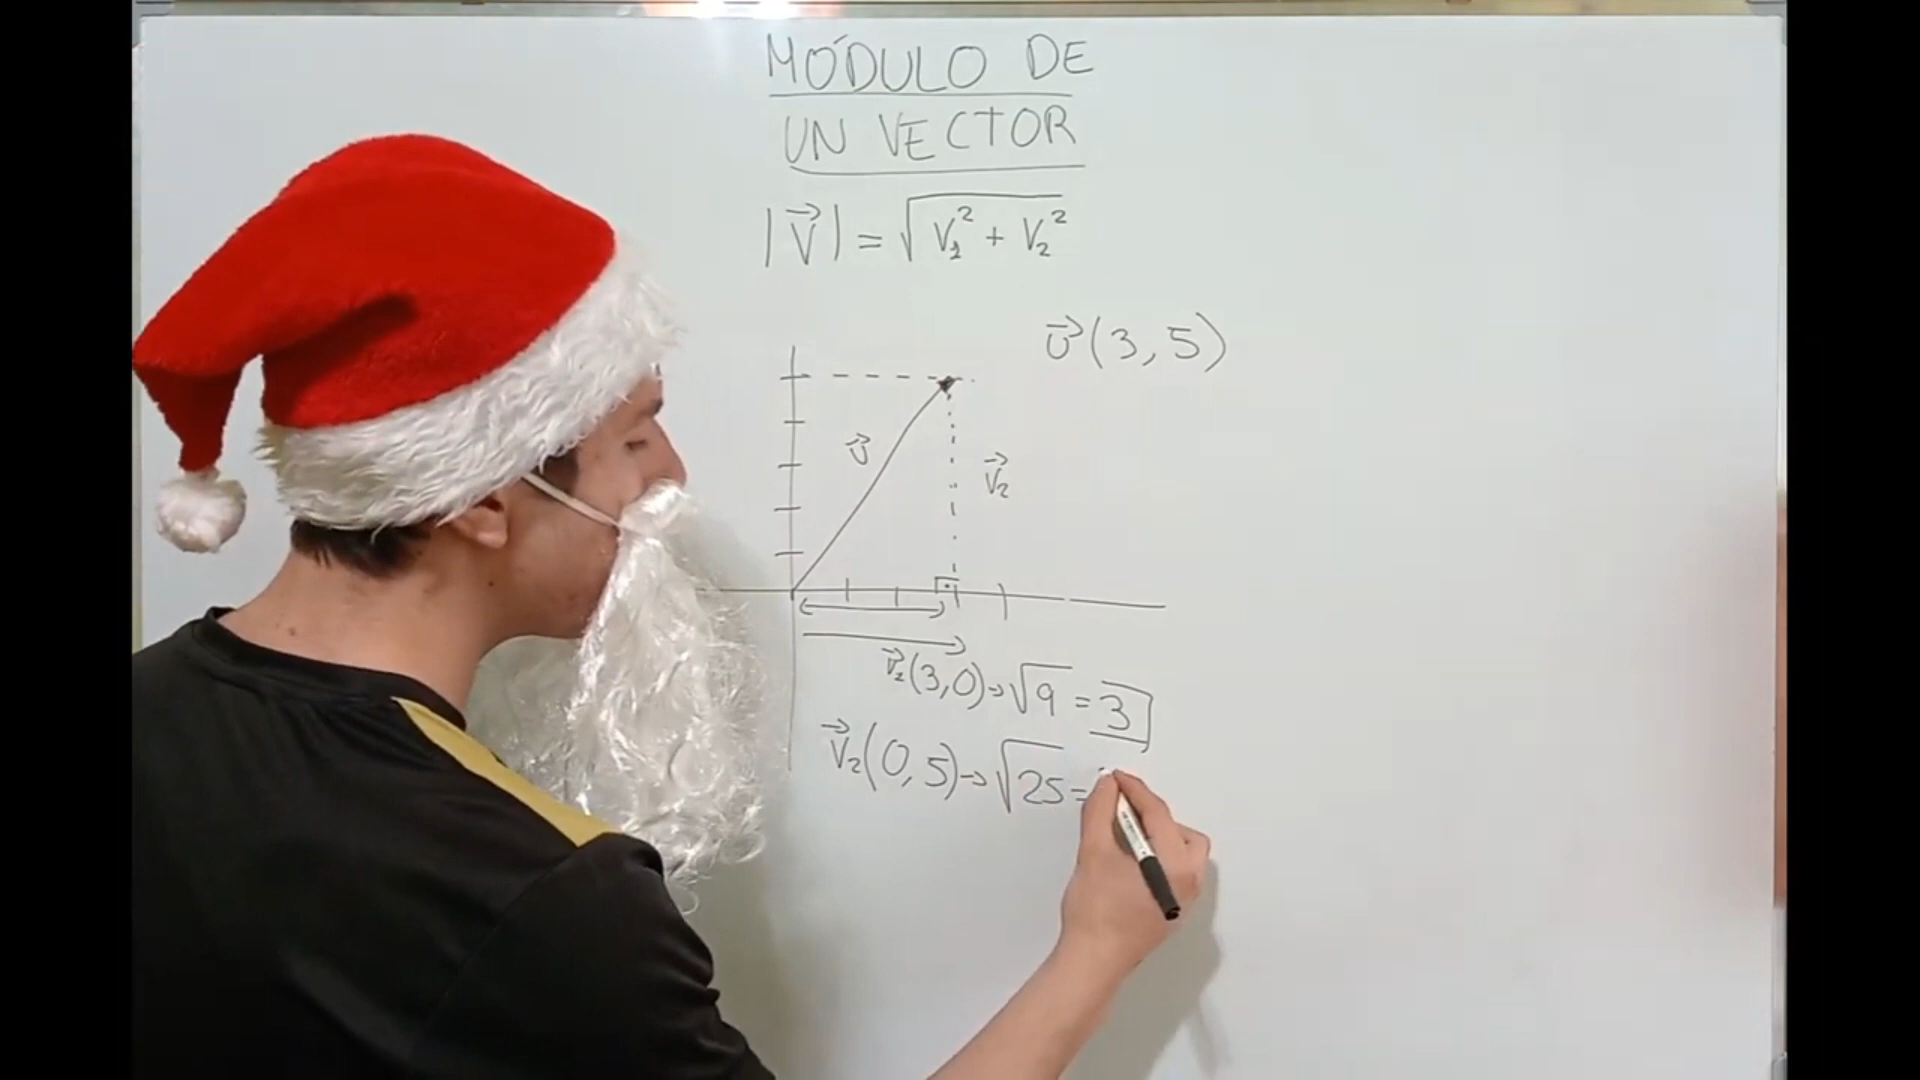 MÓDULO DE
UN VECTOR
|V⃗| = √(V₁² + V₂²)
U⃗(3,5)
U⃗
V⃗₂
V⃗₁(3,0)→√9 = 3
V⃗₂(0,5)→√25 =